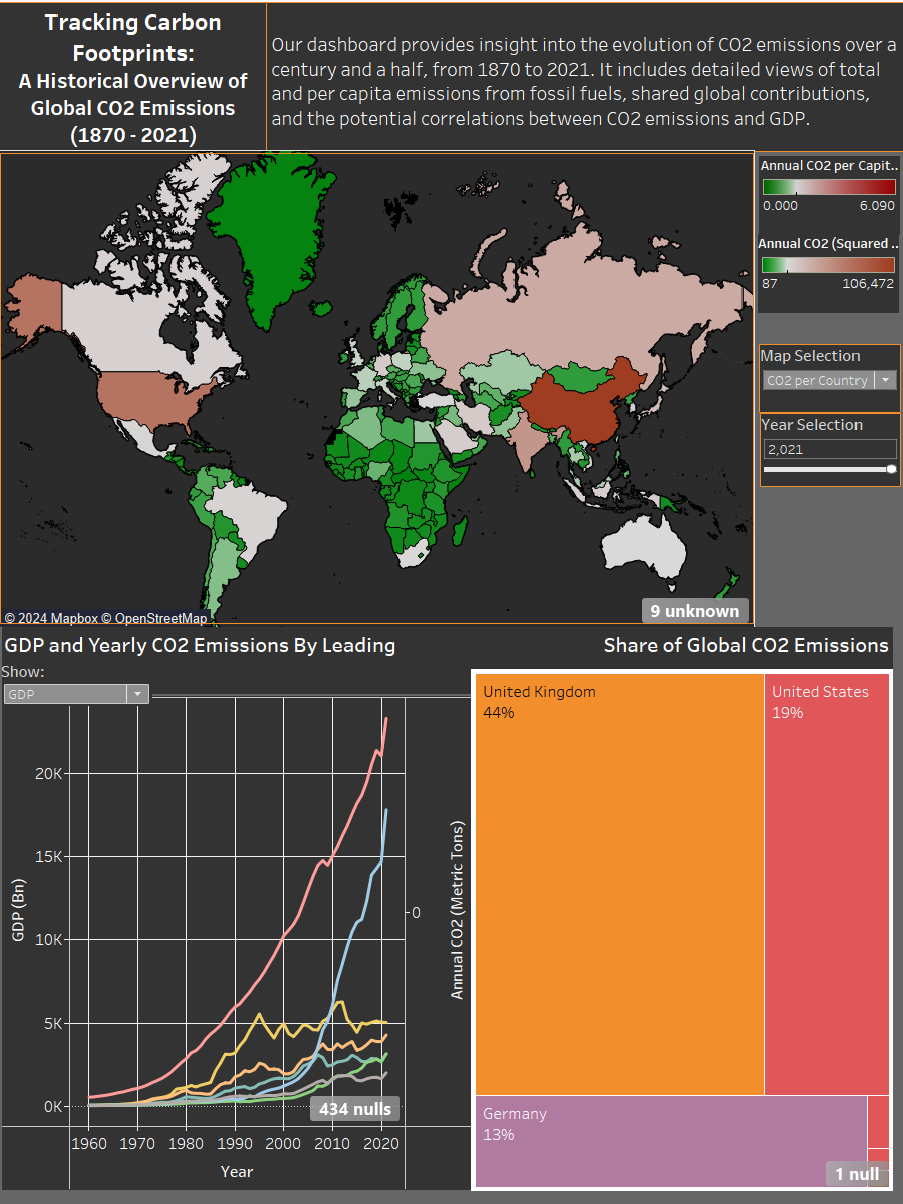 Tracking Carbon
Footprints:
A Historical Overview of
Global CO2 Emissions
(1870 - 2021)
Our dashboard provides insight into the evolution of CO2 emissions over a
century and a half, from 1870 to 2021. It includes detailed views of total
and per capita emissions from fossil fuels, shared global contributions,
and the potential correlations between CO2 emissions and GDP.
Annual CO2 per Capit..
0.000 6.090
Annual CO2 (Squared ..
87 106,472
Map Selection
CO2 per Country
Year Selection
2,021
© 2024 Mapbox © OpenStreetMap
9 unknown
GDP and Yearly CO2 Emissions By Leading
Show:
GDP
GDP (Bn)
20K
15K
10K
5K
0K
0
Annual CO2 (Metric Tons)
434 nulls
1960 1970 1980 1990 2000 2010 2020
Year
Share of Global CO2 Emissions
United Kingdom
44%
United States
19%
Germany
13%
1 null